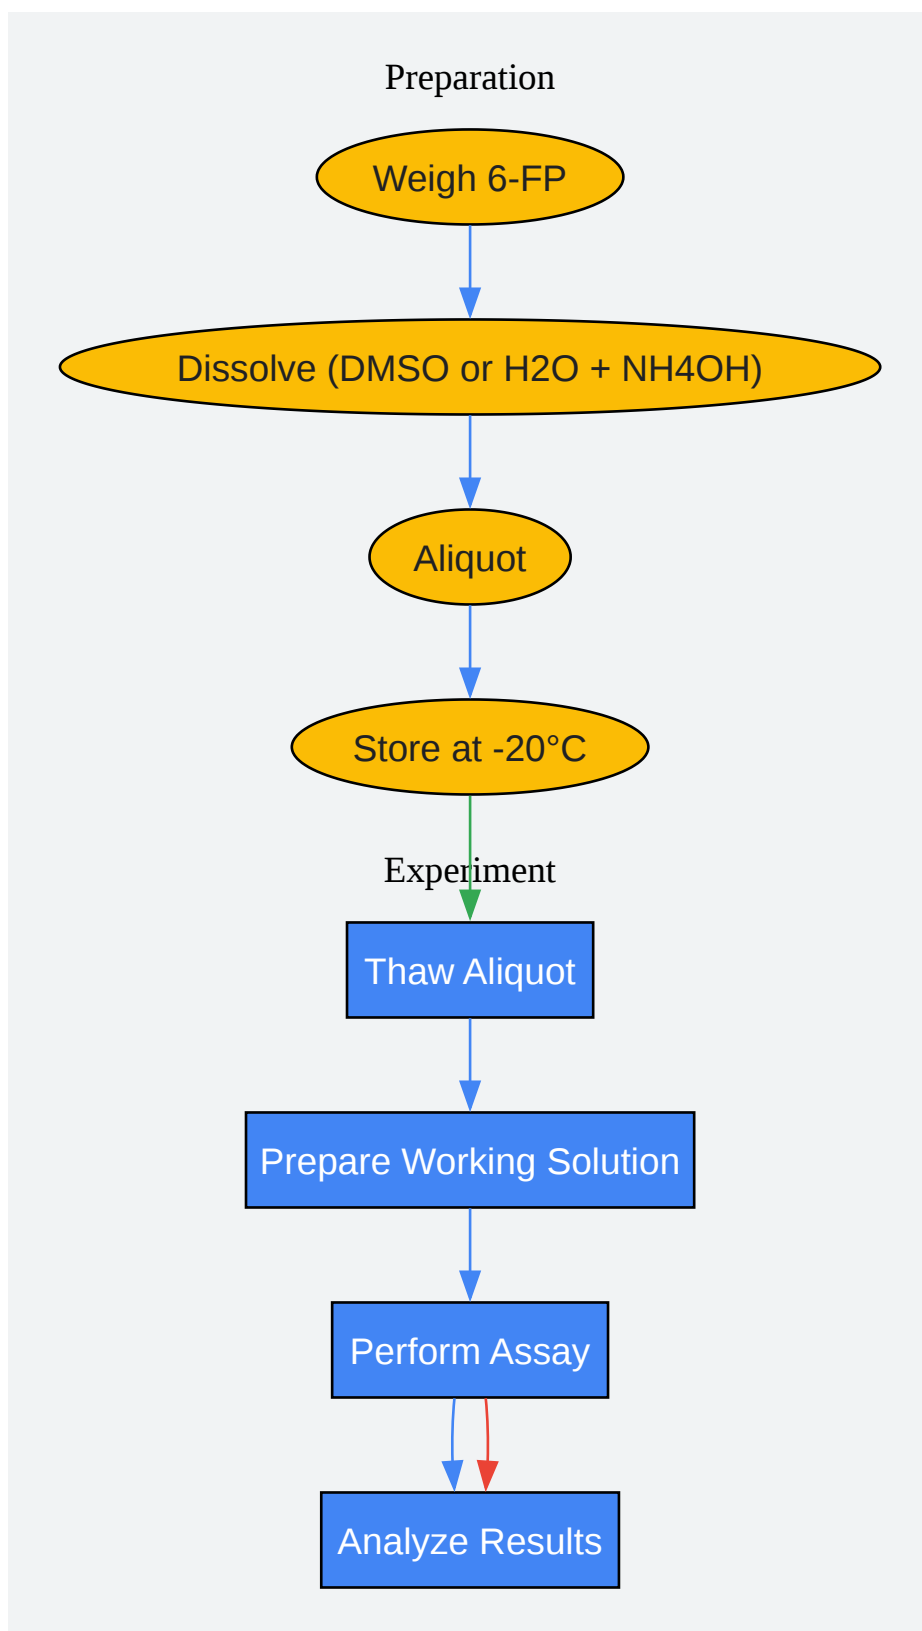 Preparation
Weigh 6-FP
Dissolve (DMSO or H2O + NH4OH)
Aliquot
Store at -20°C
Experiment
Thaw Aliquot
Prepare Working Solution
Perform Assay
Analyze Results